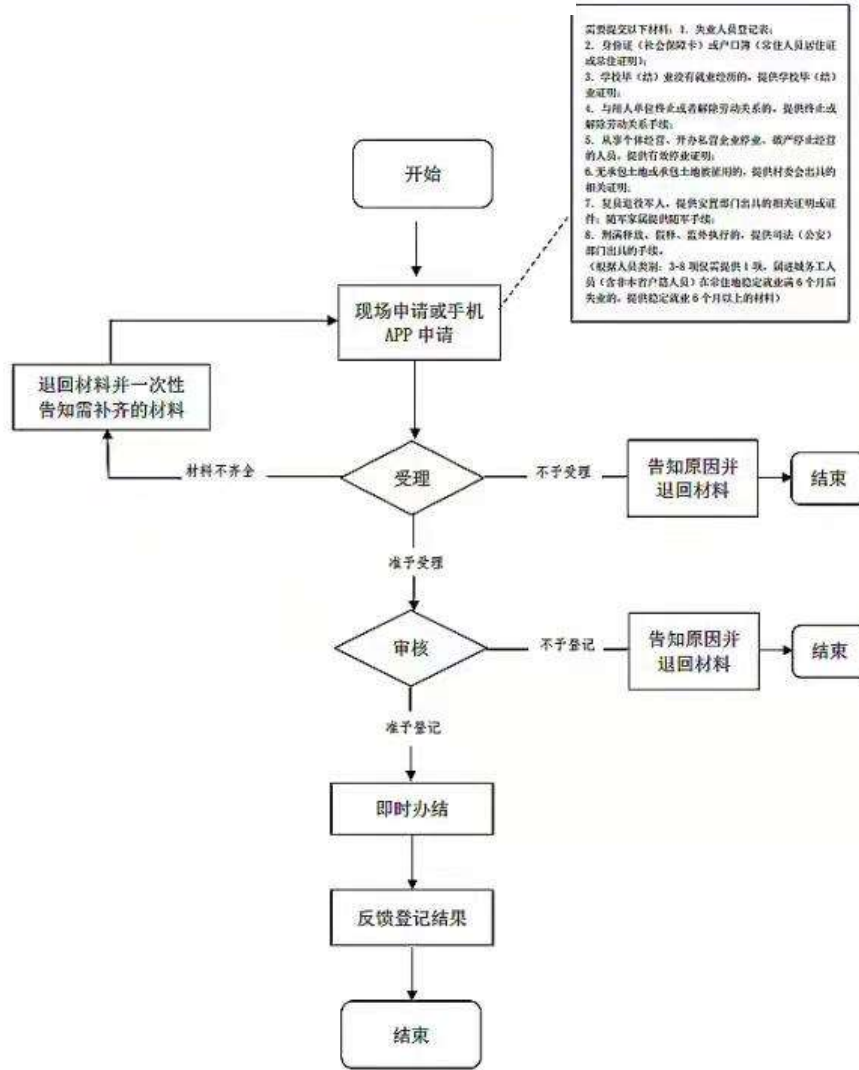 需要提交以下材料：1．失业人员登记表；
2．身份证（社会保障卡）或户口簿（常住人员居住证
或常住证明）；
3．学校毕（结）业没有就业经历的，提供学校毕（结）
业证明；
4．与用人单位终止或者解除劳动关系的，提供终止或
解除劳动关系手续；
5．从事个体经营、开办私营企业停业、破产停止经营
的人员，提供有效停业证明；
6.无承包土地或承包土地被征用的，提供村委会出具的
相关证明；
7．复员退役军人，提供安置部门出具的相关证明或证
件；随军家属提供随军手续；
8．刑满释放、假释、监外执行的，提供司法（公安）
部门出具的手续。
（根据人员类别，3-8项仅需提供1项，属进城务工人
员（含非本省户籍人员）在常住地稳定就业满6个月后
失业的，提供稳定就业6个月以上的材料）
开始
现场申请或手机
APP 申请
退回材料并一次性
告知需补齐的材料
材料不齐全
受理
不予受理
告知原因并
退回材料
结束
准予受理
审核
不予登记
告知原因并
退回材料
结束
准予登记
即时办结
反馈登记结果
结束